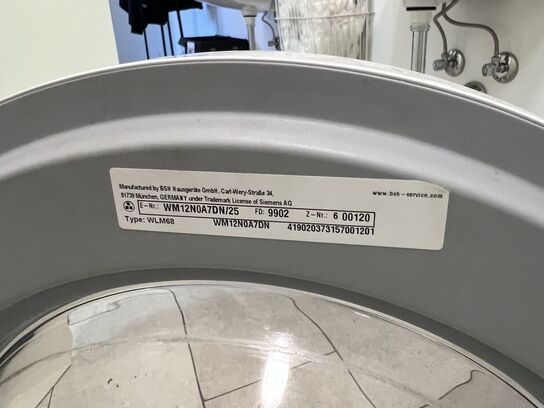 Manufactured by BSH Hausgeräte GmbH, Carl-Wery-Straße 34,
81739 München, GERMANY under Trademark License of Siemens AG
www.bsh-service.com
E-Nr.: WM12N0A7DN/25 FD: 9902 Z-Nr.: 6 00120
Type: WLM68 WM12N0A7DN 419020373157001201